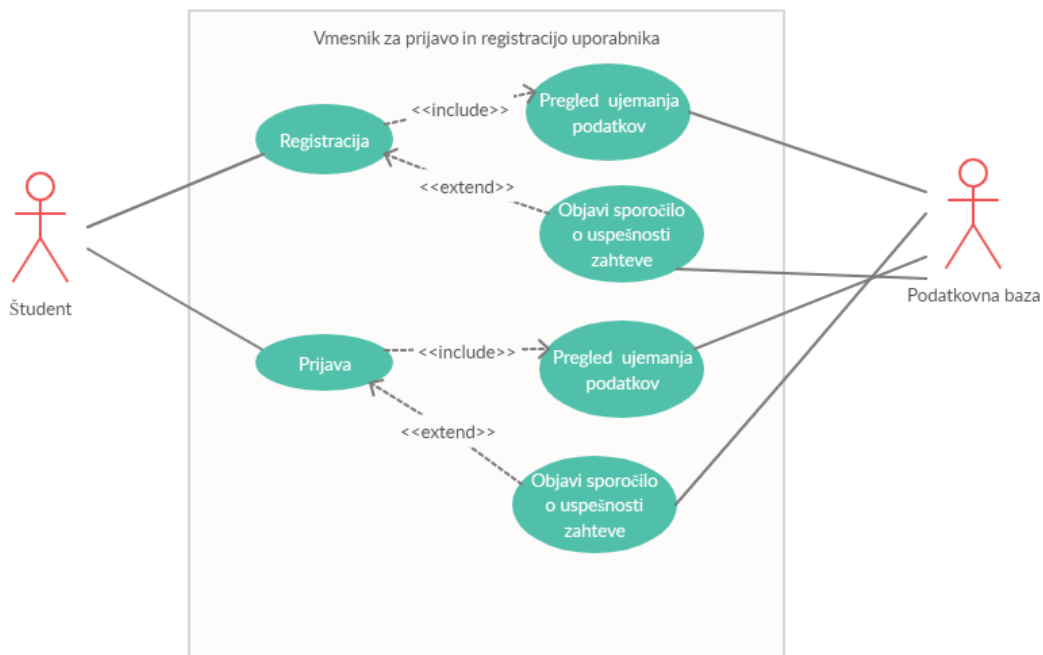 Vmesnik za prijavo in registracijo uporabnika
Registracija
<<include>>
Pregled ujemanja
podatkov
<<extend>>
Objavi sporočilo
o uspešnosti
zahteve
Študent
Podatkovna baza
Prijava
<<include>>
Pregled ujemanja
podatkov
<<extend>>
Objavi sporočilo
o uspešnosti
zahteve